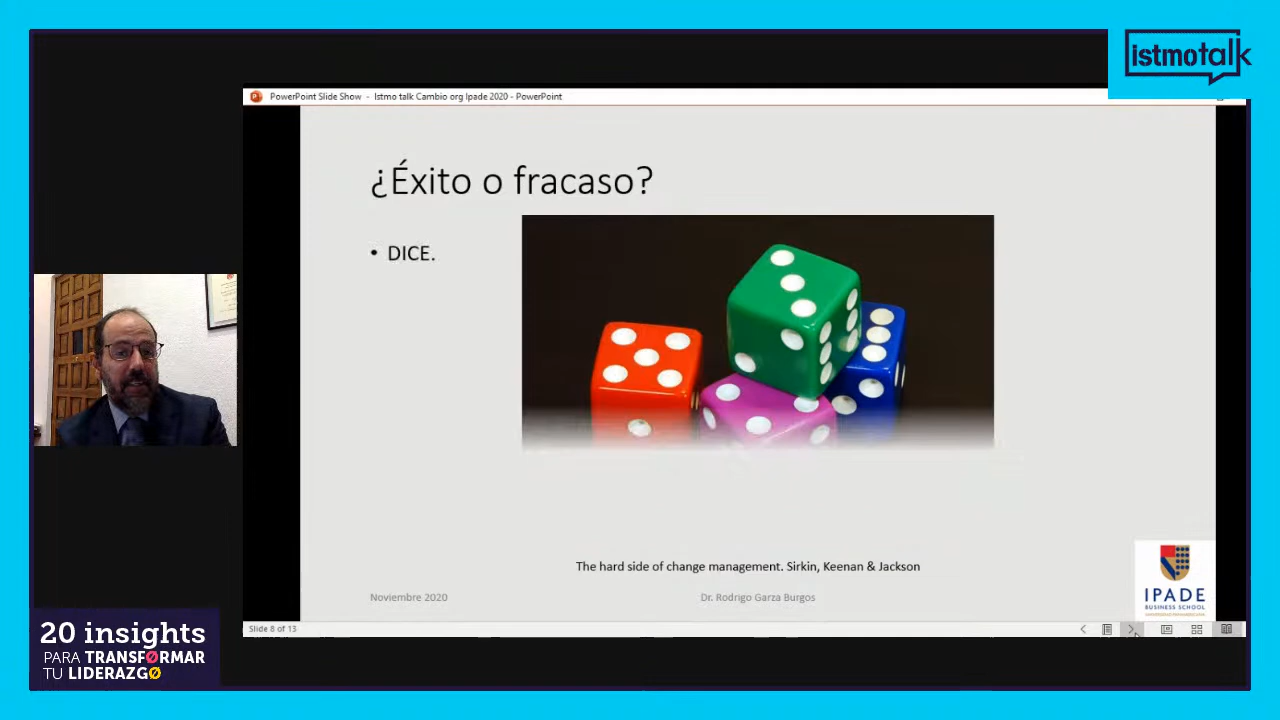 istmotalk
PowerPoint Slide Show - Istmo talk Cambio org Ipade 2020 - PowerPoint
¿Éxito o fracaso?
• DICE.
The hard side of change management. Sirkin, Keenan & Jackson
Noviembre 2020
Dr. Rodrigo Garza Burgos
IPADE
BUSINESS SCHOOL
Slide 8 of 13
20 insights
PARA TRANSFØRMAR
TU LIDERAZGØ